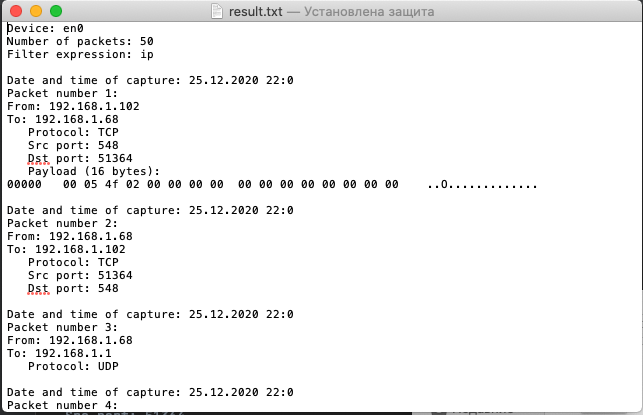 result.txt — Установлена защита
Device: en0
Number of packets: 50
Filter expression: ip
Date and time of capture: 25.12.2020 22:0
Packet number 1:
From: 192.168.1.102
To: 192.168.1.68
Protocol: TCP
Src port: 548
Dst port: 51364
Payload (16 bytes):
00000   00 05 4f 02 00 00 00 00  00 00 00 00 00 00 00 00    ..O.............
Date and time of capture: 25.12.2020 22:0
Packet number 2:
From: 192.168.1.68
To: 192.168.1.102
Protocol: TCP
Src port: 51364
Dst port: 548
Date and time of capture: 25.12.2020 22:0
Packet number 3:
From: 192.168.1.68
To: 192.168.1.1
Protocol: UDP
Date and time of capture: 25.12.2020 22:0
Packet number 4: